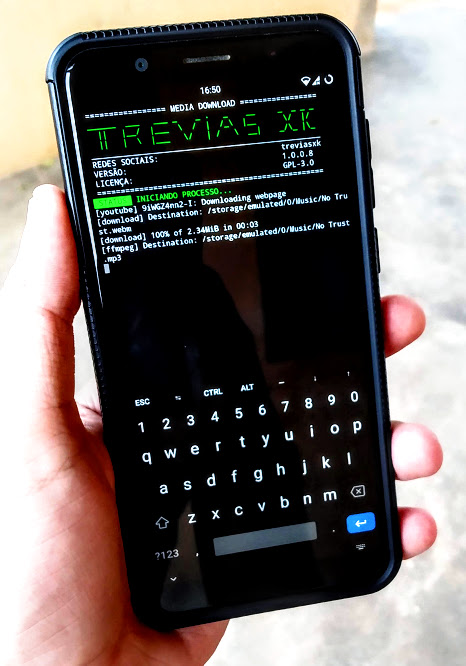 16:50
=================== MEDIA DOWNLOAD ===================
TREViAS XK
REDES SOCIAIS: treviasxk
VERSÃO: 1.0.0.8
LICENÇA: GPL-3.0
STATUS: INICIANDO PROCESSO...
[youtube] 9iWGZ4nn2-I: Downloading webpage
[download] Destination: /storage/emulated/0/Music/No Tru
st.webm
[download] 100% of 2.34MiB in 00:03
[ffmpeg] Destination: /storage/emulated/0/Music/No Trust
.mp3
ESC ⇆ CTRL ALT – ↓ ↑
1 2 3 4 5 6 7 8 9 0
q w e r t y u i o p
a s d f g h j k l
z x c v b n m
?123 , .